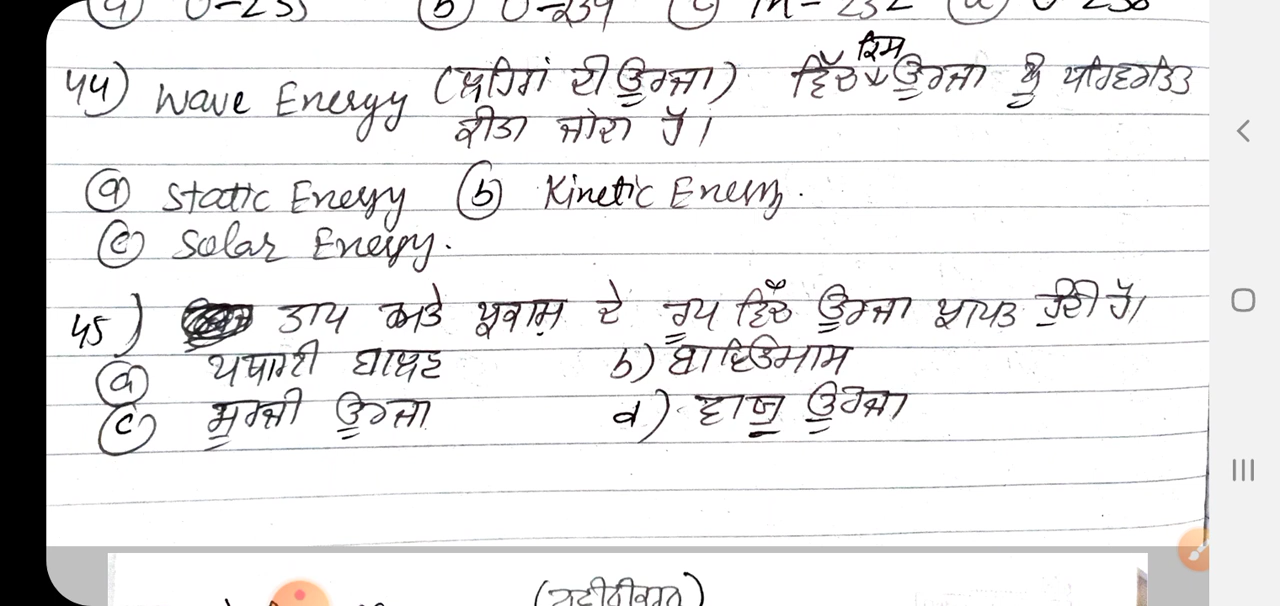 44) Wave Energy (ਲਹਿਰਾਂ ਦੀ ਊਰਜਾ) ਵਿੱਚ ਕਿਸ ਊਰਜਾ ਨੂੰ ਪਰਿਵਰਤਿਤ
ਕੀਤਾ ਜਾਂਦਾ ਹੈ।
(a) Static Energy (b) Kinetic Energy.
(c) Solar Energy.
45) ਤਾਪ ਅਤੇ ਪ੍ਰਕਾਸ਼ ਦੇ ਰੂਪ ਵਿੱਚ ਊਰਜਾ ਪ੍ਰਾਪਤ ਹੁੰਦੀ ਹੈ।
(a) ਪਥਰਾਟੀ ਬਾਲਣ b) ਬਾਇਓਮਾਸ
(c) ਸੂਰਜੀ ਊਰਜਾ d) ਵਾਯੂ ਊਰਜਾ